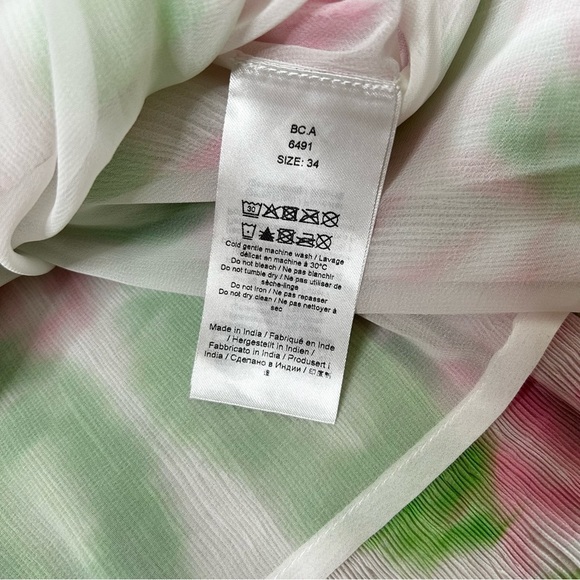 BC.A
6491
SIZE: 34
30
Cold gentle machine wash / Lavage
délicat en machine à 30°C
Do not bleach / Ne pas blanchir
Do not tumble dry / Ne pas utiliser de
sèche-linge
Do not Iron / Ne pas repasser
Do not dry clean / Ne pas nettoyer à
sec
Made in India / Fabriqué en Inde
/ Hergestellt in Indien /
Fabbricato in India / Produsert i
India / Сделано в Индии /